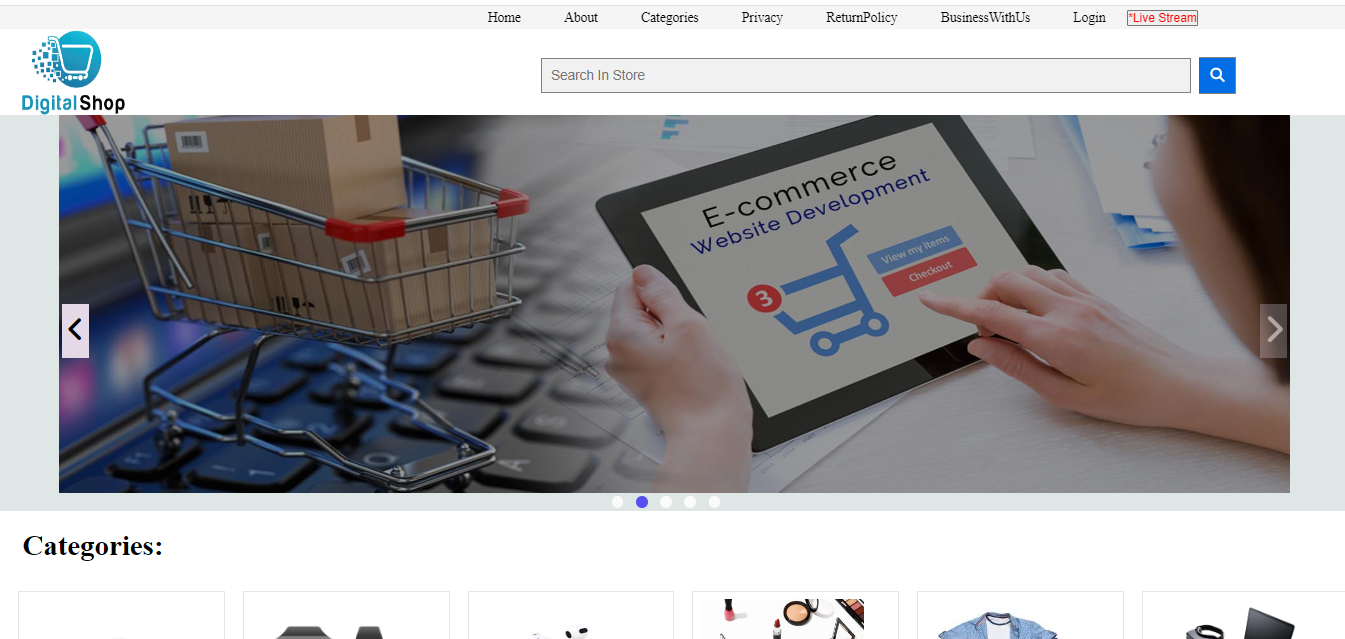 Home About Categories Privacy ReturnPolicy BusinessWithUs Login *Live Stream
DigitalShop
Search In Store
E-commerce
Website Development
View my items
Checkout
3
Categories: